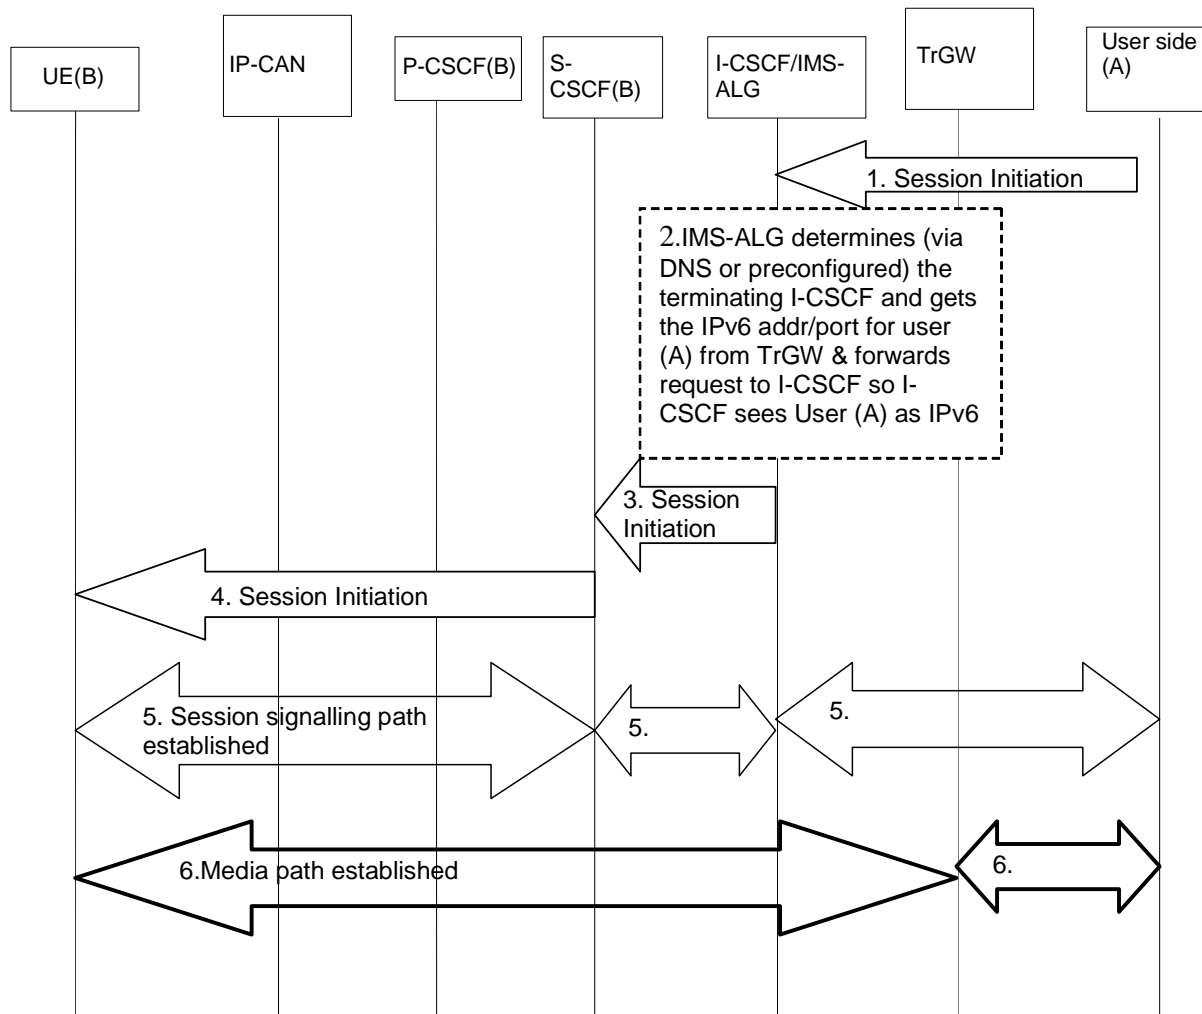 UE(B)
IP-CAN
P-CSCF(B)
S-
CSCF(B)
I-CSCF/IMS-
ALG
TrGW
User side
(A)
1. Session Initiation
2.IMS-ALG determines (via
DNS or preconfigured) the
terminating I-CSCF and gets
the IPv6 addr/port for user
(A) from TrGW & forwards
request to I-CSCF so I-
CSCF sees User (A) as IPv6
3. Session
Initiation
4. Session Initiation
5. Session signalling path
established
5.
5.
6.Media path established
6.